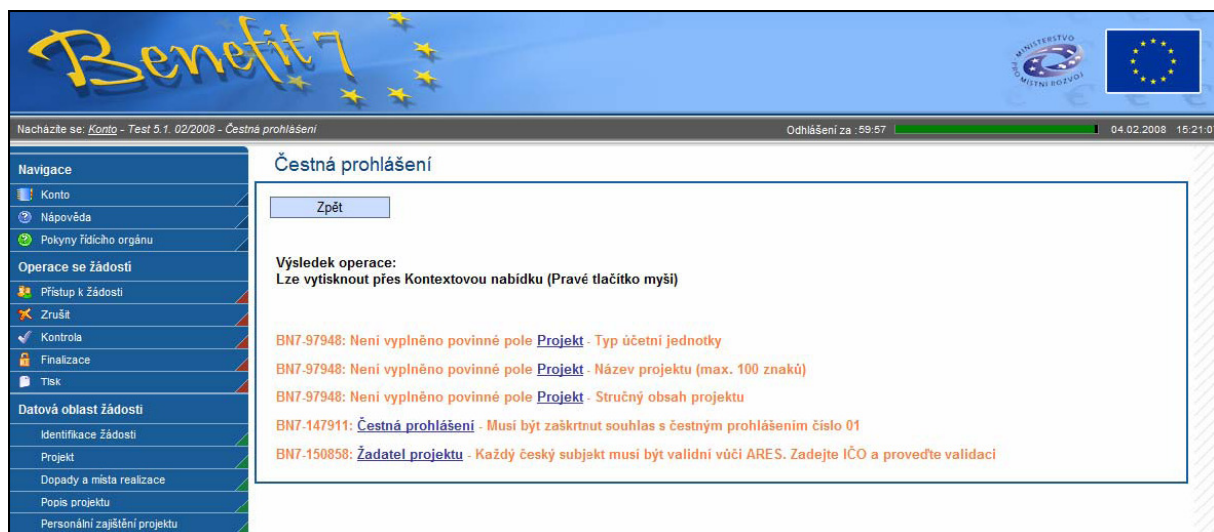 Benefit 7
MINISTERSTVO
PRO MÍSTNÍ ROZVOJ
Nacházíte se: Konto - Test 5.1. 02/2008 - Čestná prohlášení
Odhlášení za :59:57
04.02.2008 15:21:0
Navigace
Konto
Nápověda
Pokyny řídícího orgánu
Operace se žádostí
Přístup k žádosti
Zrušit
Kontrola
Finalizace
Tisk
Datová oblast žádosti
Identifikace žádosti
Projekt
Dopady a místa realizace
Popis projektu
Personální zajištění projektu
Čestná prohlášení
Zpět
Výsledek operace:
Lze vytisknout přes Kontextovou nabídku (Pravé tlačítko myši)
BN7-97948: Není vyplněno povinné pole Projekt - Typ účetní jednotky
BN7-97948: Není vyplněno povinné pole Projekt - Název projektu (max. 100 znaků)
BN7-97948: Není vyplněno povinné pole Projekt - Stručný obsah projektu
BN7-147911: Čestná prohlášení - Musí být zaškrtnut souhlas s čestným prohlášením číslo 01
BN7-150858: Žadatel projektu - Každý český subjekt musí být validní vůči ARES. Zadejte IČO a proveďte validaci